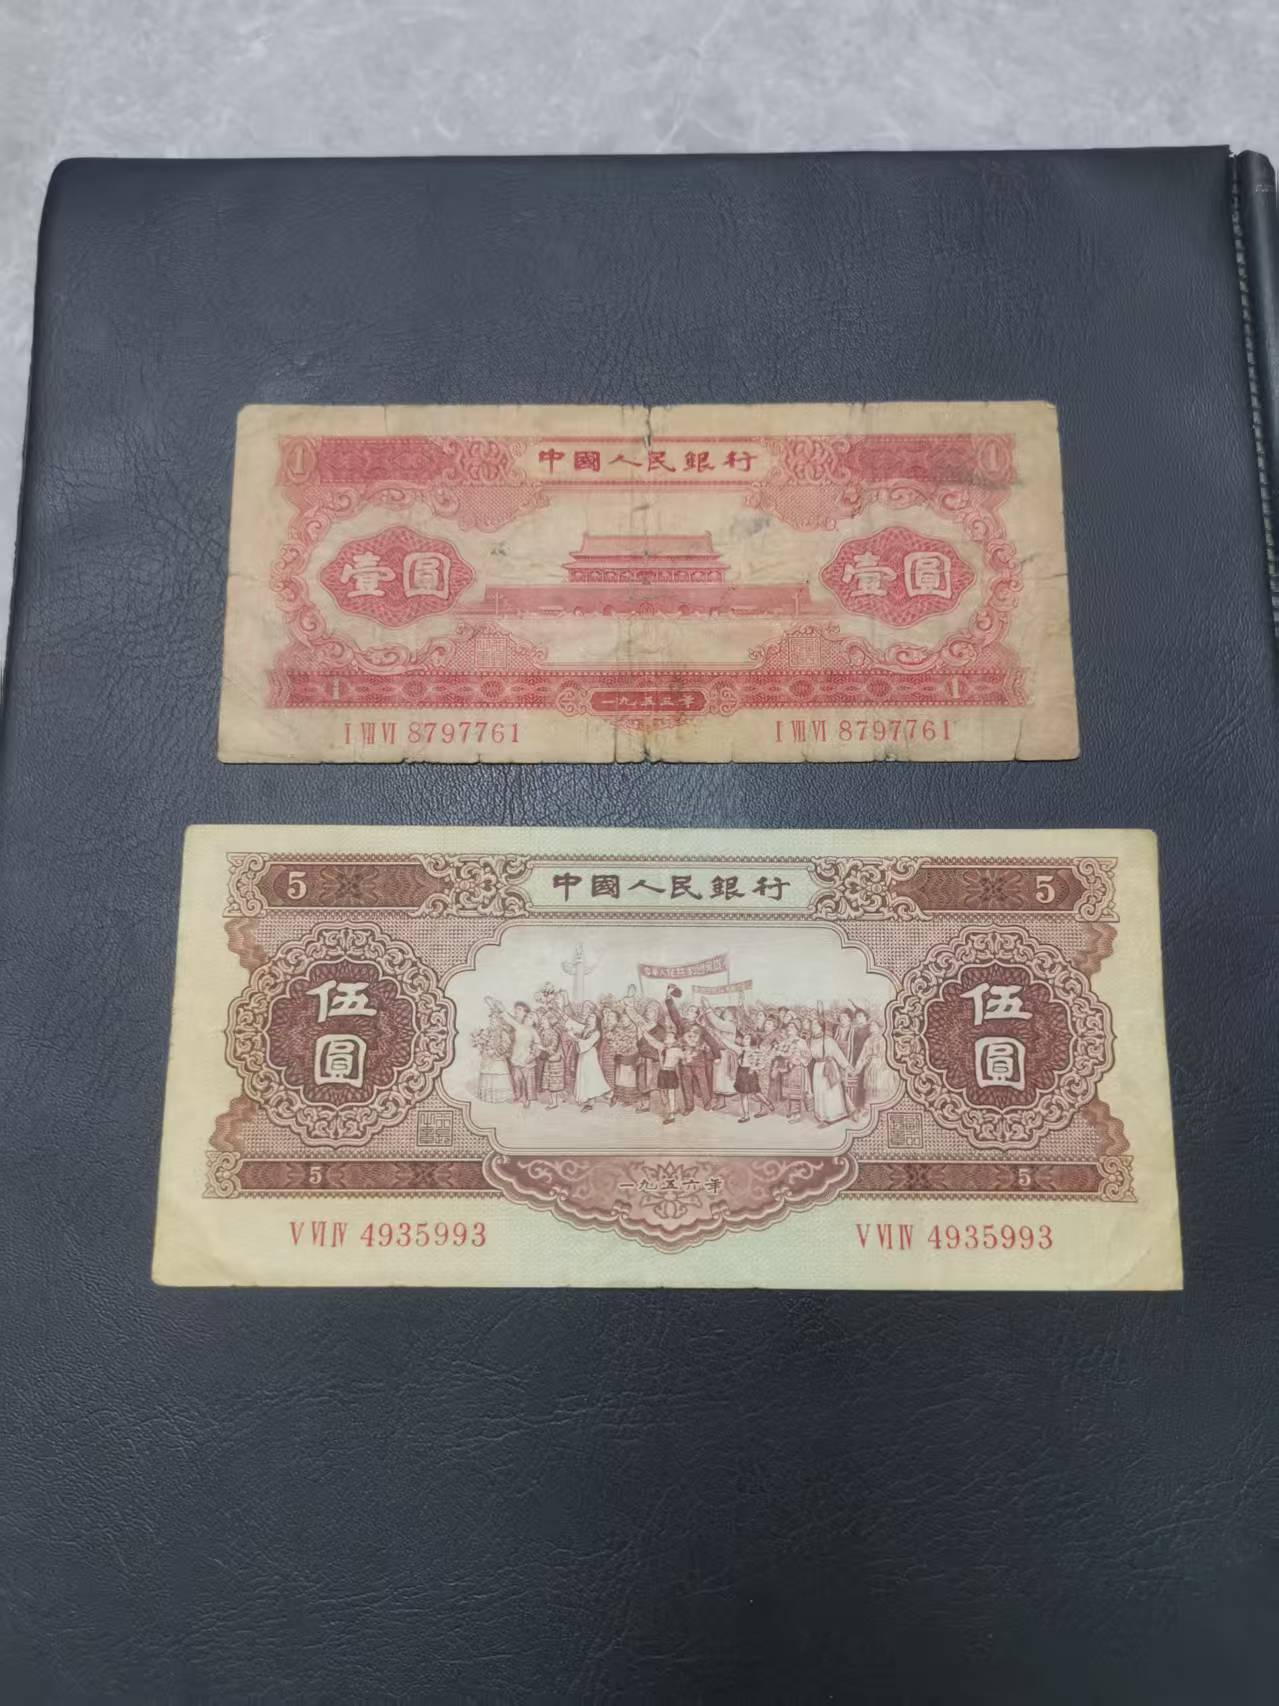 1 中國人民銀行 1
壹圓 壹圓
1 一九五三年 1
I VII VI 8797761 I VII VI 8797761
5 中國人民銀行 5
伍圓 伍圓
5 一九五六年 5
V VI IV 4935993 V VI IV 4935993